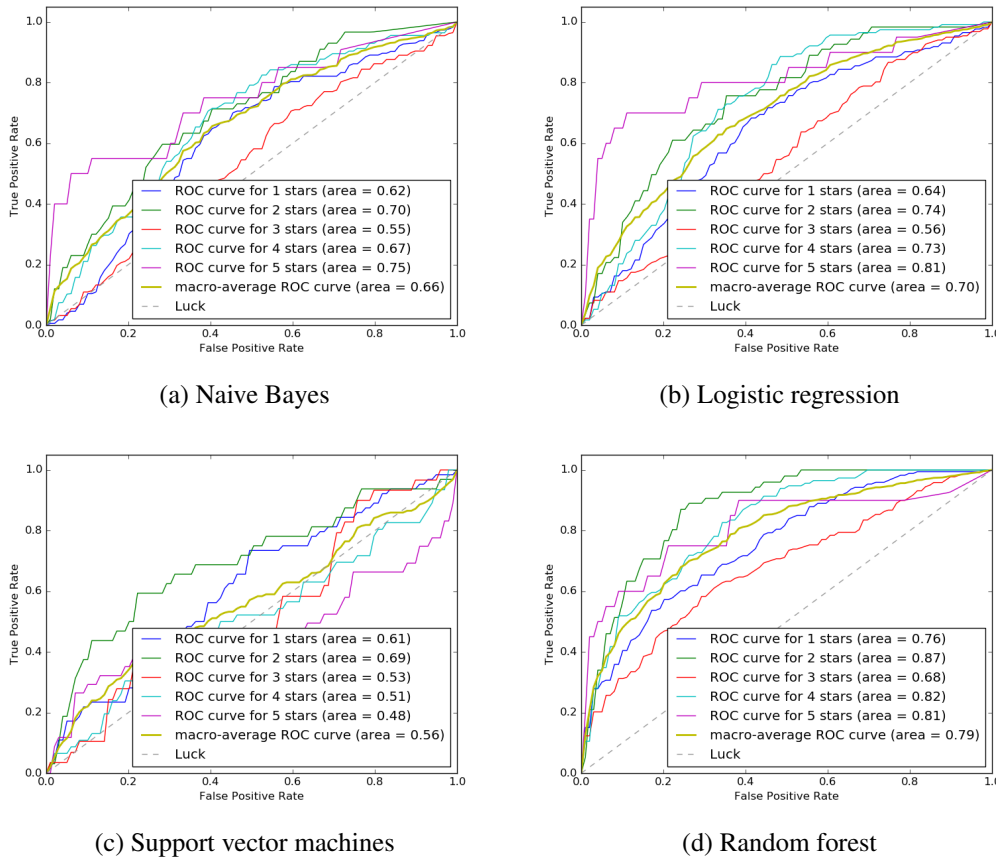 1.0
0.8
0.6
0.4
0.2
0.0
True Positive Rate
ROC curve for 1 stars (area = 0.62)
ROC curve for 2 stars (area = 0.70)
ROC curve for 3 stars (area = 0.55)
ROC curve for 4 stars (area = 0.67)
ROC curve for 5 stars (area = 0.75)
macro-average ROC curve (area = 0.66)
Luck
0.0 0.2 0.4 0.6 0.8 1.0
False Positive Rate
(a) Naive Bayes
1.0
0.8
0.6
0.4
0.2
0.0
True Positive Rate
ROC curve for 1 stars (area = 0.64)
ROC curve for 2 stars (area = 0.74)
ROC curve for 3 stars (area = 0.56)
ROC curve for 4 stars (area = 0.73)
ROC curve for 5 stars (area = 0.81)
macro-average ROC curve (area = 0.70)
Luck
0.0 0.2 0.4 0.6 0.8 1.0
False Positive Rate
(b) Logistic regression
1.0
0.8
0.6
0.4
0.2
0.0
True Positive Rate
ROC curve for 1 stars (area = 0.61)
ROC curve for 2 stars (area = 0.69)
ROC curve for 3 stars (area = 0.53)
ROC curve for 4 stars (area = 0.51)
ROC curve for 5 stars (area = 0.48)
macro-average ROC curve (area = 0.56)
Luck
0.0 0.2 0.4 0.6 0.8 1.0
False Positive Rate
(c) Support vector machines
1.0
0.8
0.6
0.4
0.2
0.0
True Positive Rate
ROC curve for 1 stars (area = 0.76)
ROC curve for 2 stars (area = 0.87)
ROC curve for 3 stars (area = 0.68)
ROC curve for 4 stars (area = 0.82)
ROC curve for 5 stars (area = 0.81)
macro-average ROC curve (area = 0.79)
Luck
0.0 0.2 0.4 0.6 0.8 1.0
False Positive Rate
(d) Random forest